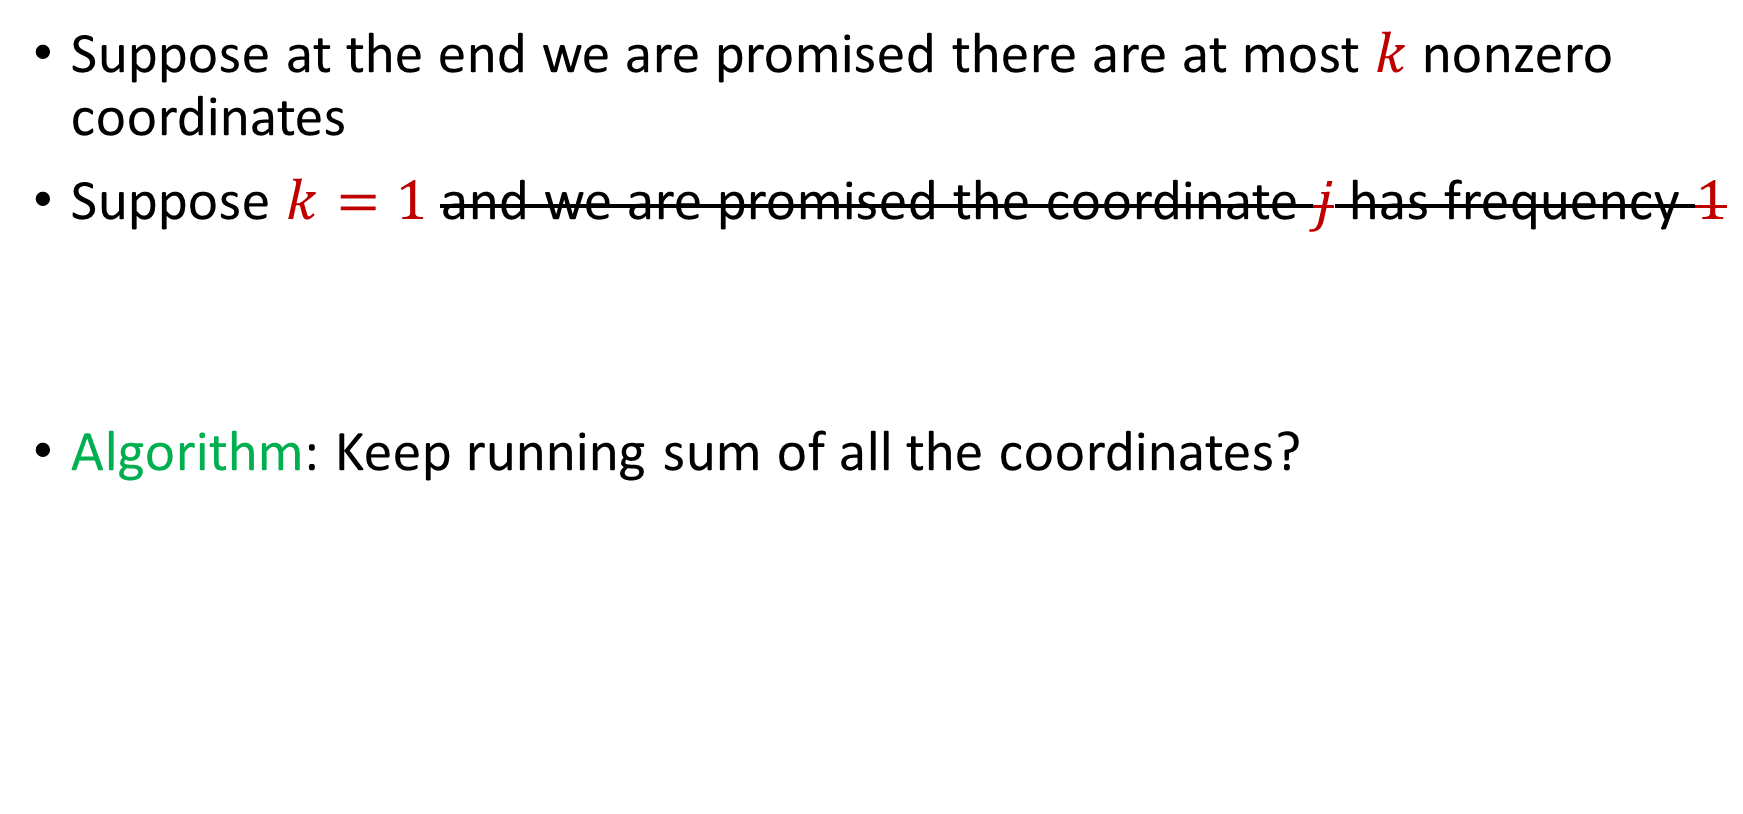 • Suppose at the end we are promised there are at most k nonzero
coordinates
• Suppose k = 1 and we are promised the coordinate j has frequency 1
• Algorithm: Keep running sum of all the coordinates?